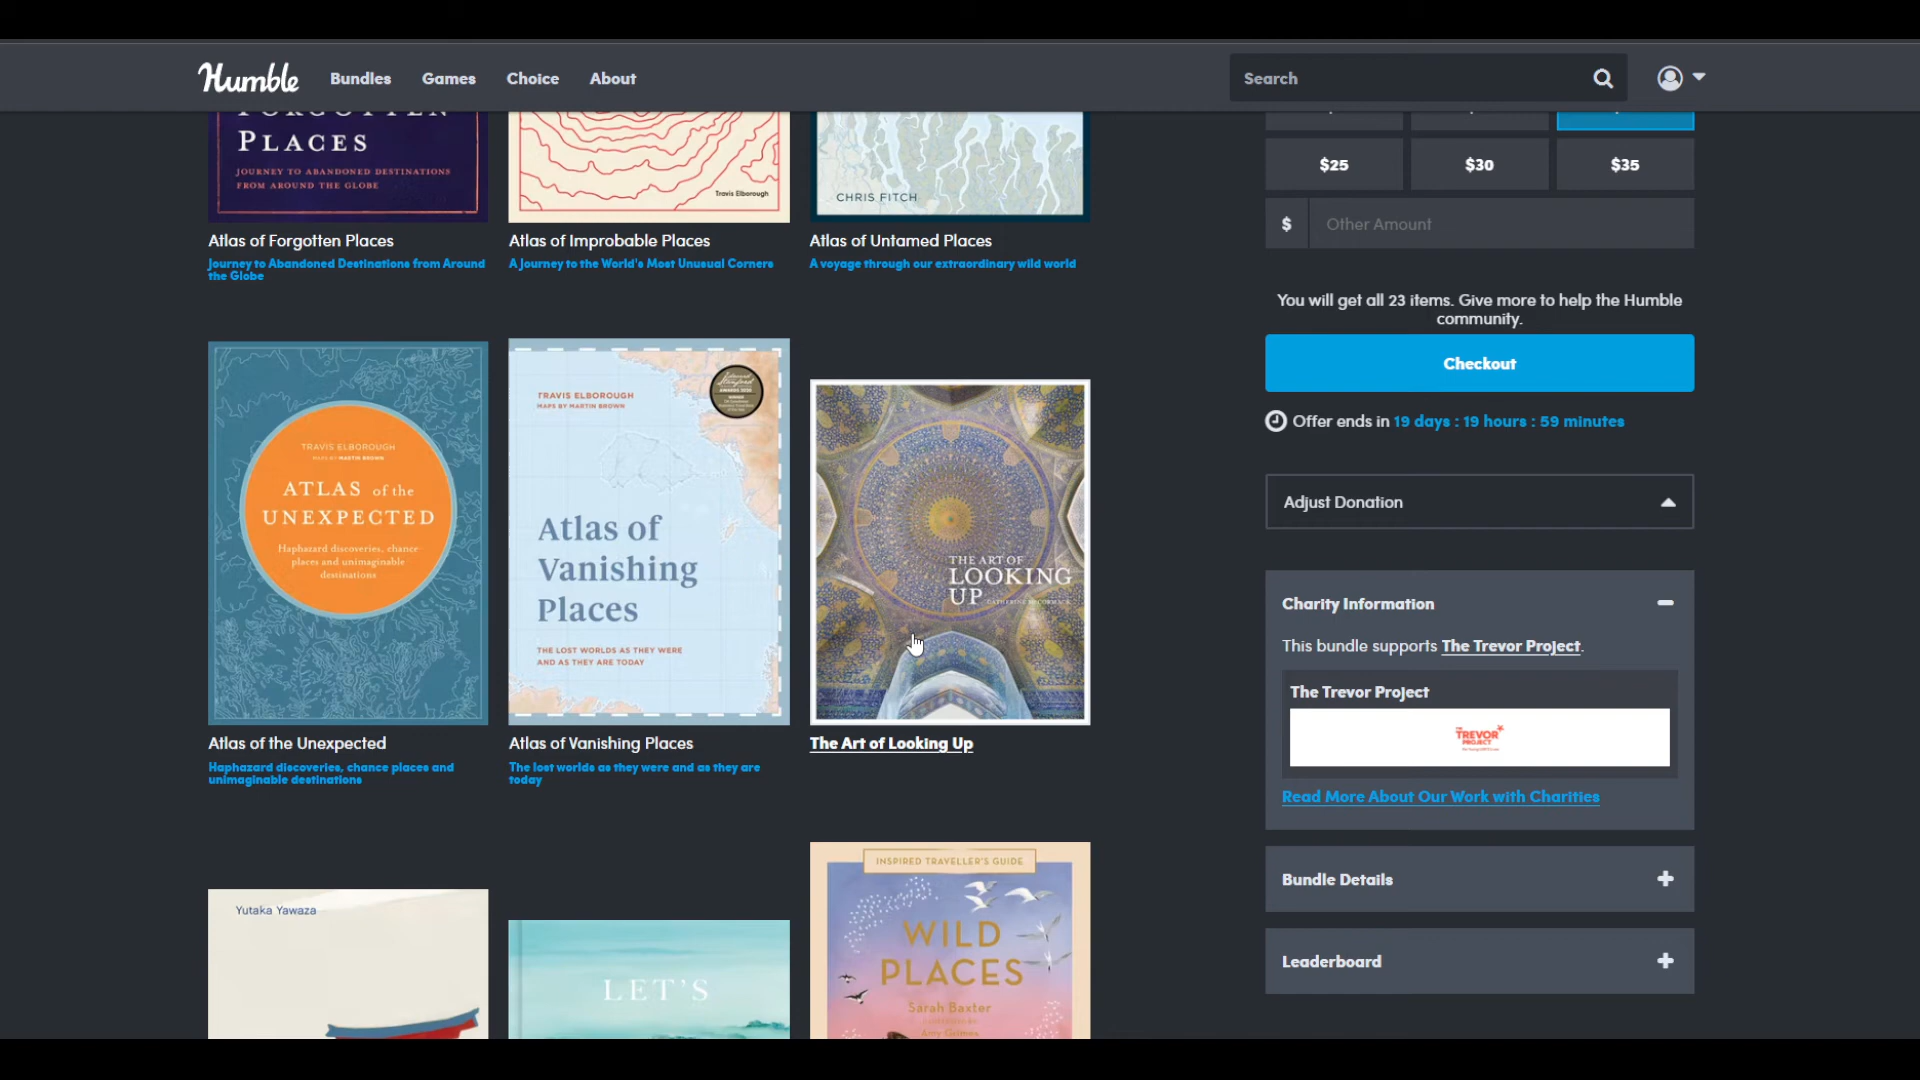 Humble
Bundles
Games
Choice
About
Search
PLACES
JOURNEY TO ABANDONED DESTINATIONS
FROM AROUND THE GLOBE
Travis Elborough
CHRIS FITCH
Atlas of Forgotten Places
Journey to Abandoned Destinations from Around
the Globe
Atlas of Improbable Places
A Journey to the World's Most Unusual Corners
Atlas of Untamed Places
A voyage through our extraordinary wild world
TRAVIS ELBOROUGH
MAPS BY MARTIN BROWN
ATLAS of the
UNEXPECTED
Haphazard discoveries, chance
places and unimaginable
destinations
Atlas of the Unexpected
Haphazard discoveries, chance places and
unimaginable destinations
TRAVIS ELBOROUGH
MAPS BY MARTIN BROWN
Atlas of
Vanishing
Places
THE LOST WORLDS AS THEY WERE
AND AS THEY ARE TODAY
Atlas of Vanishing Places
The lost worlds as they were and as they are
today
THE ART OF
LOOKING
UP
The Art of Looking Up
Yutaka Yawaza
LET'S
INSPIRED TRAVELLER'S GUIDE
WILD
PLACES
Sarah Baxter
$25
$30
$35
$
Other Amount
You will get all 23 items. Give more to help the Humble
community.
Checkout
Offer ends in 19 days : 19 hours : 59 minutes
Adjust Donation
Charity Information
This bundle supports The Trevor Project.
The Trevor Project
THE
TREVOR
PROJECT
Read More About Our Work with Charities
Bundle Details
Leaderboard